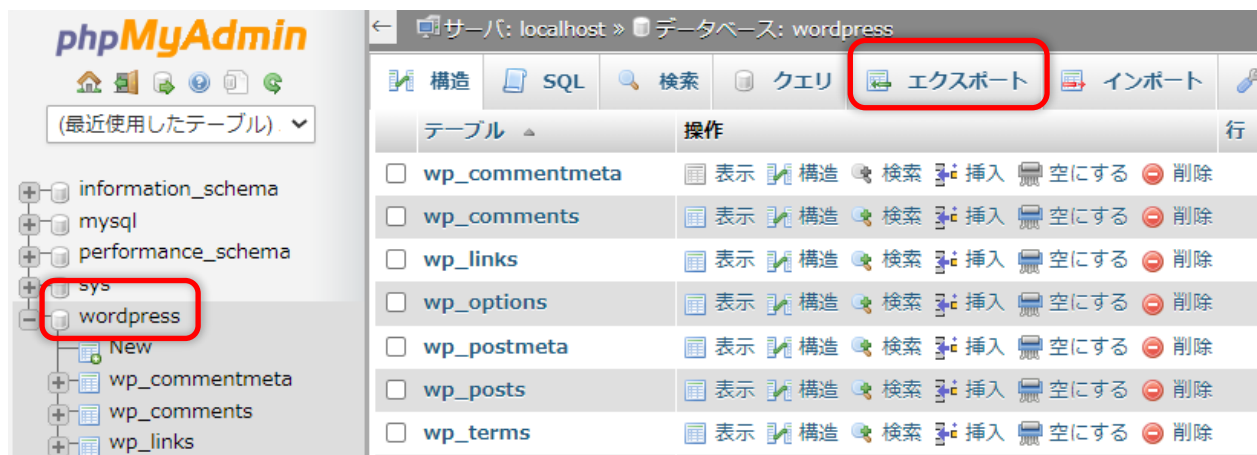 phpMyAdmin
(最近使用したテーブル) .
information_schema
mysql
performance_schema
sys
wordpress
New
wp_commentmeta
wp_comments
wp_links
サーバ: localhost » データベース: wordpress
構造 SQL 検索 クエリ エクスポート インポート
テーブル 操作 行
wp_commentmeta 表示 構造 検索 挿入 空にする 削除
wp_comments 表示 構造 検索 挿入 空にする 削除
wp_links 表示 構造 検索 挿入 空にする 削除
wp_options 表示 構造 検索 挿入 空にする 削除
wp_postmeta 表示 構造 検索 挿入 空にする 削除
wp_posts 表示 構造 検索 挿入 空にする 削除
wp_terms 表示 構造 検索 挿入 空にする 削除